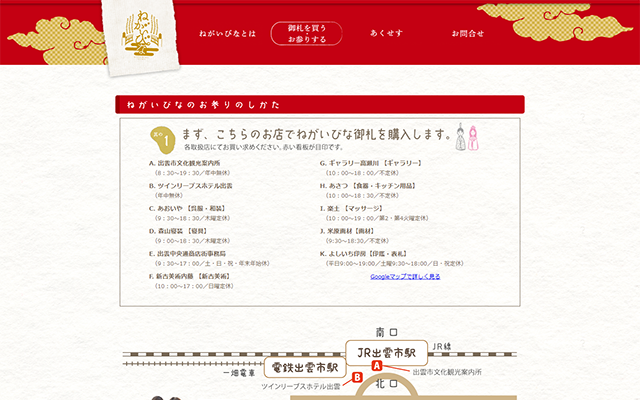 ねがいびな
ねがいびなとは
御札を買う
お参りする
あくせす
お問合せ
ねがいびなのお参りのしかた
其の
1
まず、こちらのお店でねがいびな御札を購入します。
各取扱店にてお買い求めください。赤い看板が目印です。
A. 出雲市文化観光案内所
（8：30～19：30／年中無休）
B. ツインリーブスホテル出雲
（年中無休）
C. あおいや 【呉服・和装】
（9：30～18：30／木曜定休）
D. 森山寝装 【寝具】
（9：00～18：30／木曜定休）
E. 出雲中央通商店街事務局
（9：30～17：00／土・日・祝・年末年始休）
F. 新古美術内藤 【新古美術】
（10：00～17：00／日曜定休）
G. ギャラリー高瀬川 【ギャラリー】
（10：00～18：00／不定休）
H. あさつ 【食器・キッチン用品】
（10：00～18：30／不定休）
I. 楽土 【マッサージ】
（10：00～19：00／第2・第4火曜定休）
J. 米原画材 【画材】
（9:30～18:30／不定休）
K. よしいち印房 【印鑑・表札】
（平日9:00～19:00／土曜9:30～18:00／日・祝定休）
Googleマップで詳しく見る
南口
JR線
JR出雲市駅
一畑電車
電鉄出雲市駅
A
出雲市文化観光案内所
B
ツインリーブスホテル出雲
北口